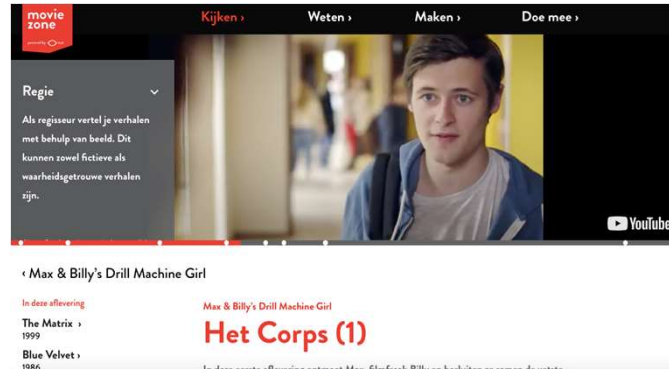 movie
zone
Kijken ›
Weten ›
Maken ›
Doe mee ›
Regie
Als regisseur vertel je verhalen
met behulp van beeld. Dit
kunnen zowel fictieve als
waarheidsgetrouwe verhalen
zijn.
YouTube
‹ Max & Billy's Drill Machine Girl
In deze aflevering
The Matrix ›
1999
Blue Velvet ›
1986
Max & Billy's Drill Machine Girl
Het Corps (1)